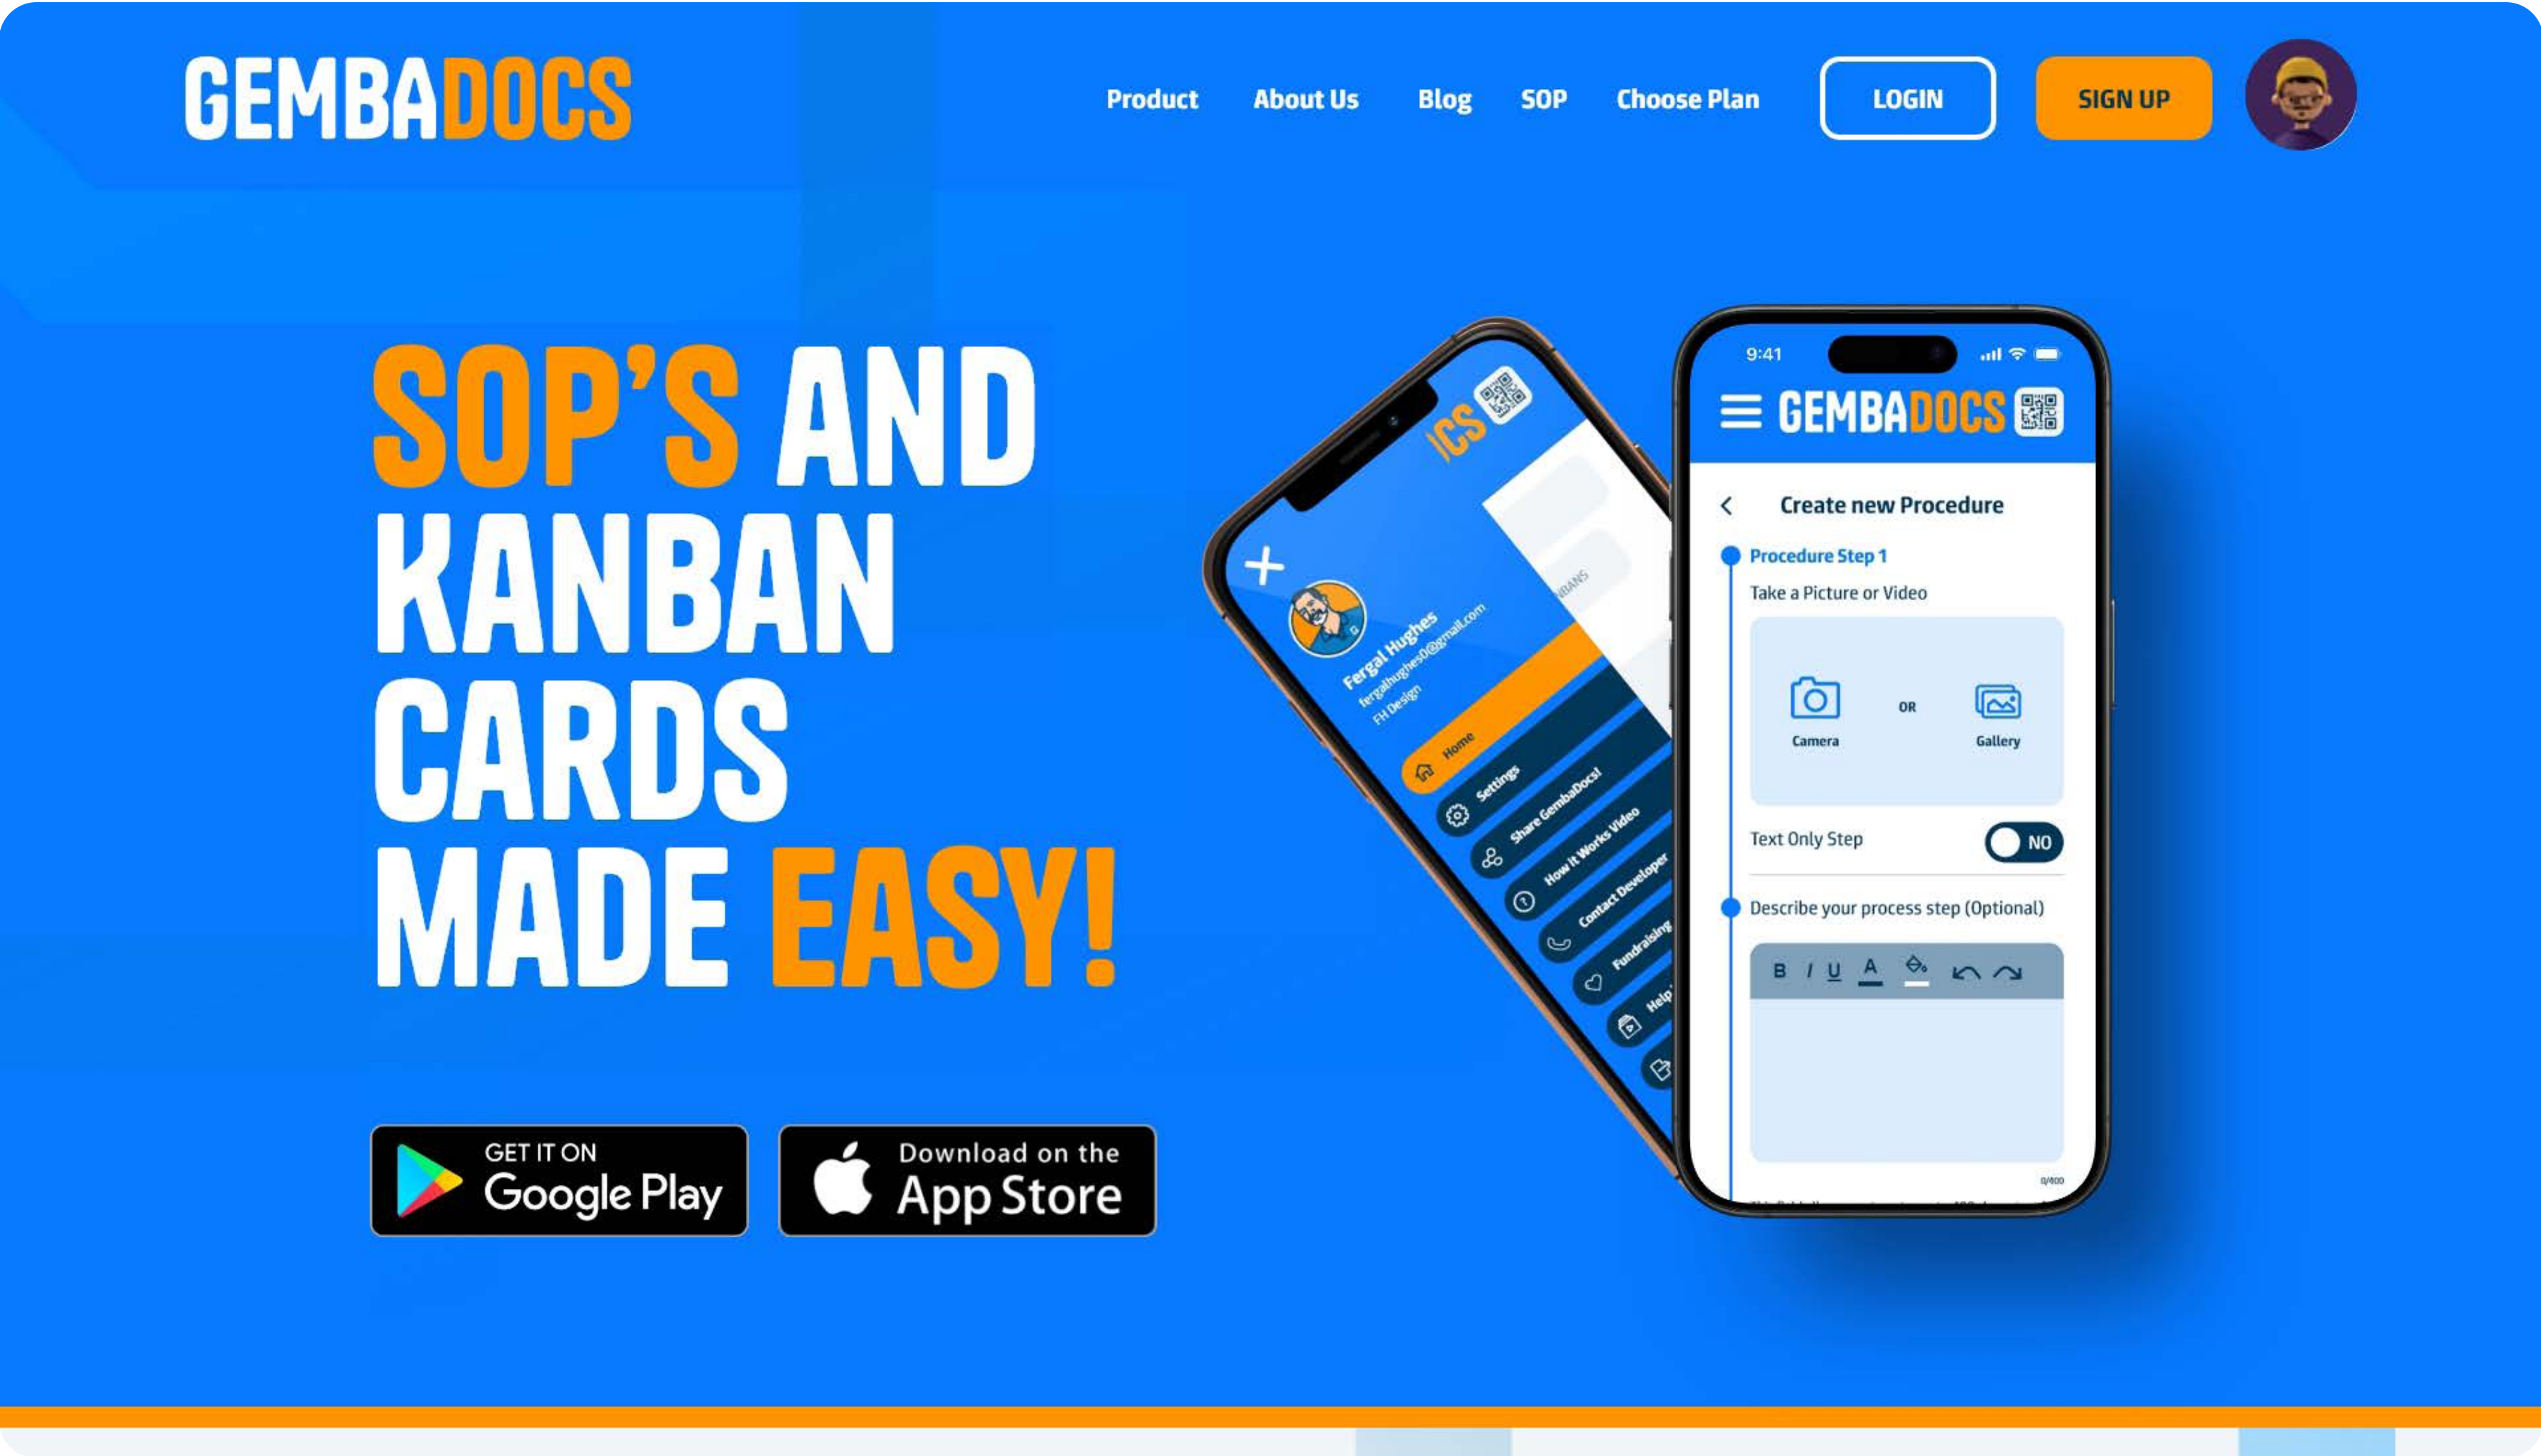 GEMBADOCS
Product About Us Blog SOP Choose Plan LOGIN SIGN UP
SOP'S AND
KANBAN
CARDS
MADE EASY!
GET IT ON
Google Play
Download on the
App Store
Fergal Hughes
fergalhughes0@gmail.com
FH Design
Home
Settings
Share GembaDocs!
How it Works Video
Contact Developer
Fundraising
Help
9:41
GEMBADOCS
Create new Procedure
Procedure Step 1
Take a Picture or Video
OR
Camera Gallery
Text Only Step NO
Describe your process step (Optional)
B I U A
0/400